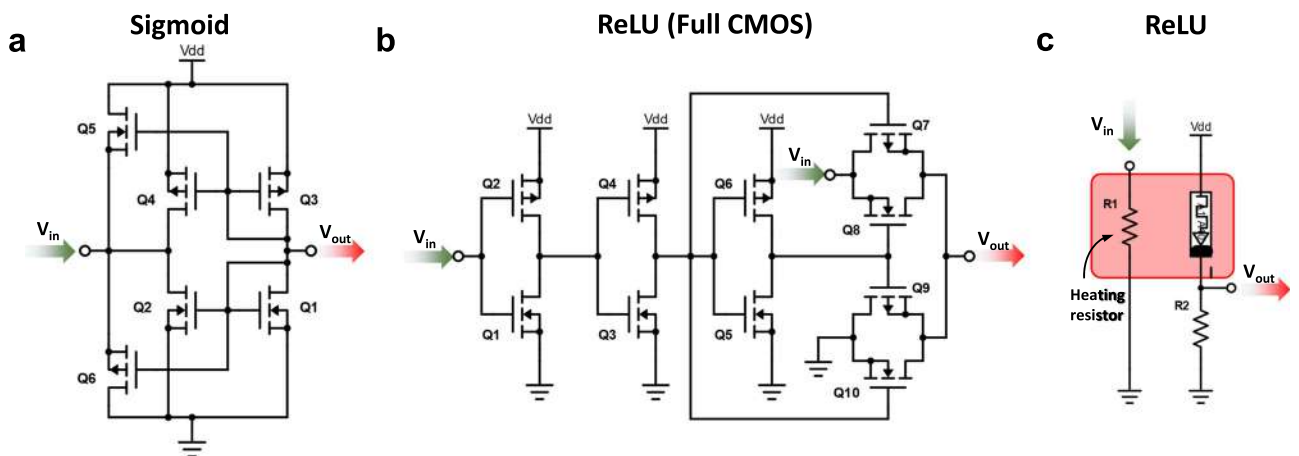 Sigmoid
a
Vdd
Q5
Q4
Q3
Vin
Vout
Q2
Q1
Q6
ReLU (Full CMOS)
b
Vdd
Vdd
Vdd
Q7
Vin
Q2
Q4
Q6
Q8
Vin
Vout
Q9
Q1
Q3
Q5
Q10
ReLU
c
Vin
Vdd
R1
Vout
Heating
resistor
R2